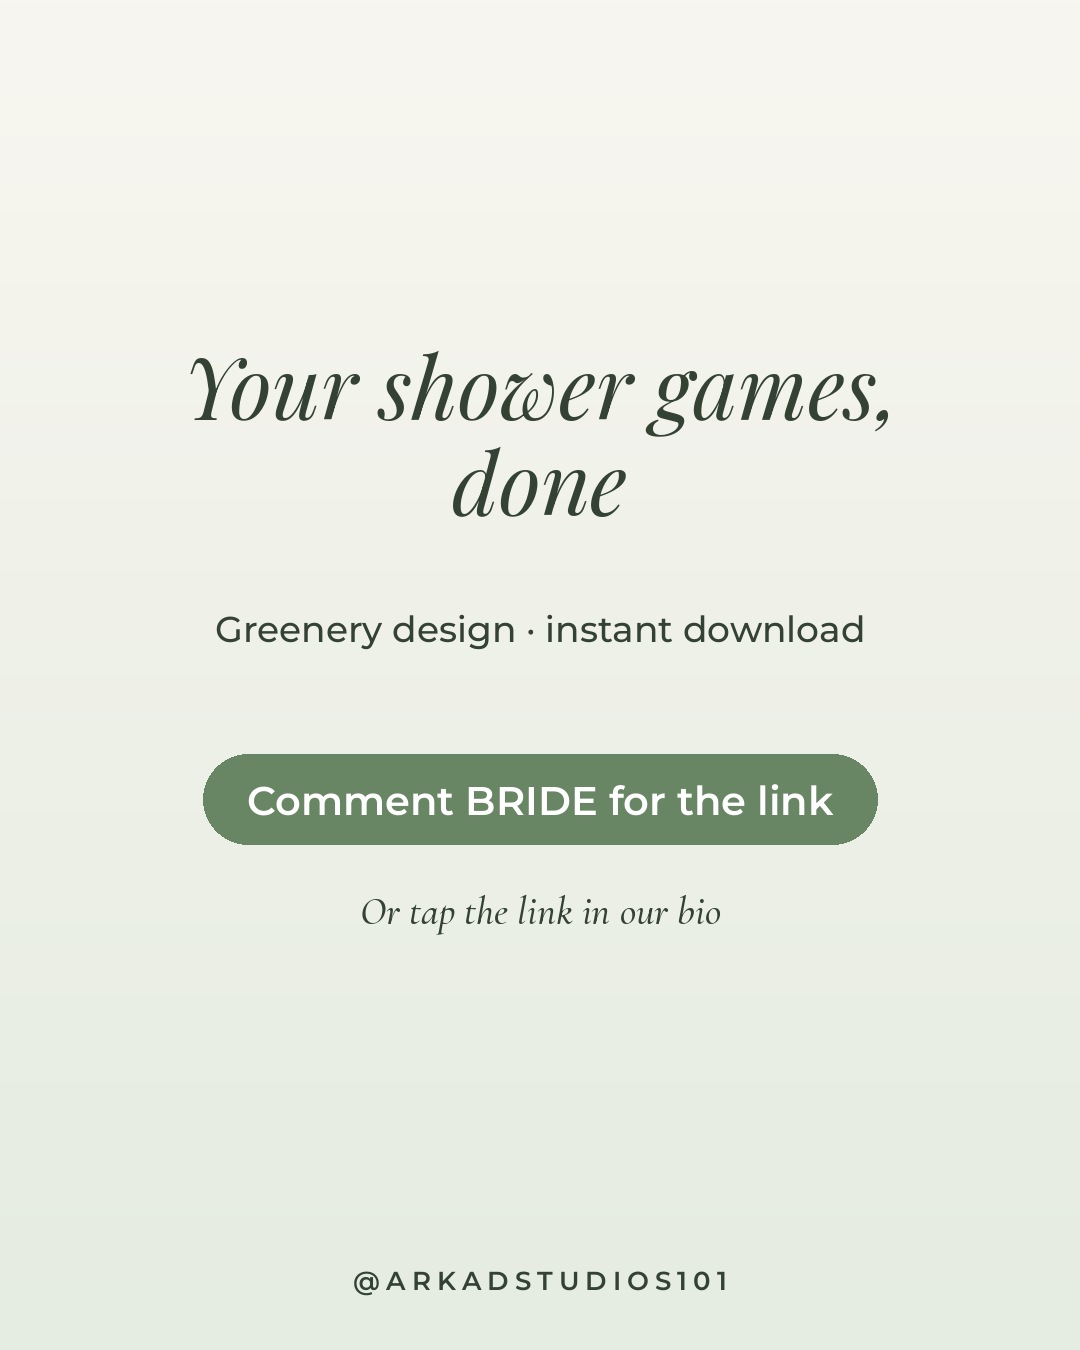 Your shower games,
done
Greenery design · instant download
Comment BRIDE for the link
Or tap the link in our bio
@ARKADSTUDIOS101